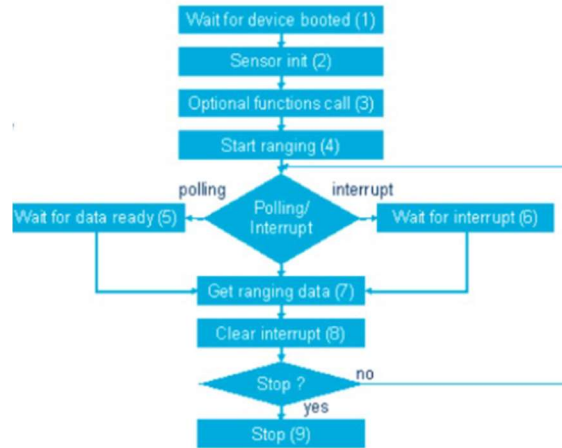 Wait for device booted (1)
Sensor init (2)
Optional functions call (3)
Start ranging (4)
polling
interrupt
Wait for data ready (5)
Polling/
Interrupt
Wait for interrupt (6)
Get ranging data (7)
Clear interrupt (8)
Stop ?
no
yes
Stop (9)